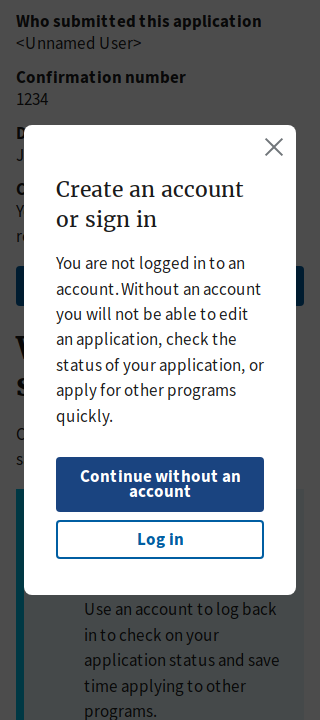 Who submitted this application
<Unnamed User>
Confirmation number
1234
Create an account
or sign in
You are not logged in to an
account. Without an account
you will not be able to edit
an application, check the
status of your application, or
apply for other programs
quickly.
Continue without an
account
Log in
Use an account to log back
in to check on your
application status and save
time applying to other
programs.